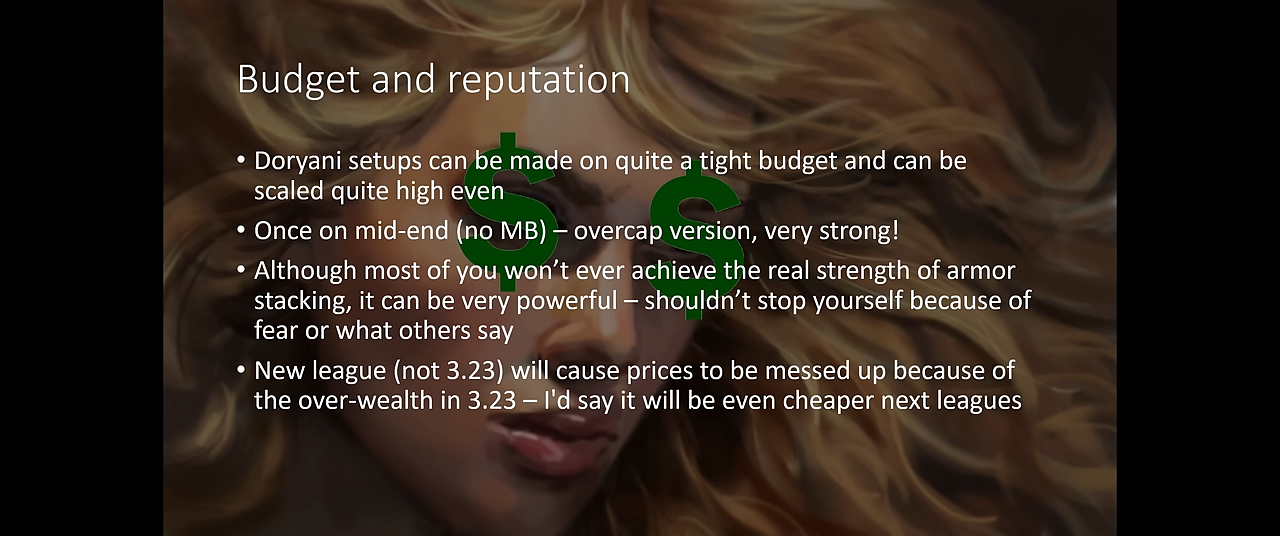 Budget and reputation
• Doryani setups can be made on quite a tight budget and can be
scaled quite high even
• Once on mid-end (no MB) – overcap version, very strong!
• Although most of you won’t ever achieve the real strength of armor
stacking, it can be very powerful – shouldn’t stop yourself because of
fear or what others say
• New league (not 3.23) will cause prices to be messed up because of
the over-wealth in 3.23 – I'd say it will be even cheaper next leagues
$ $